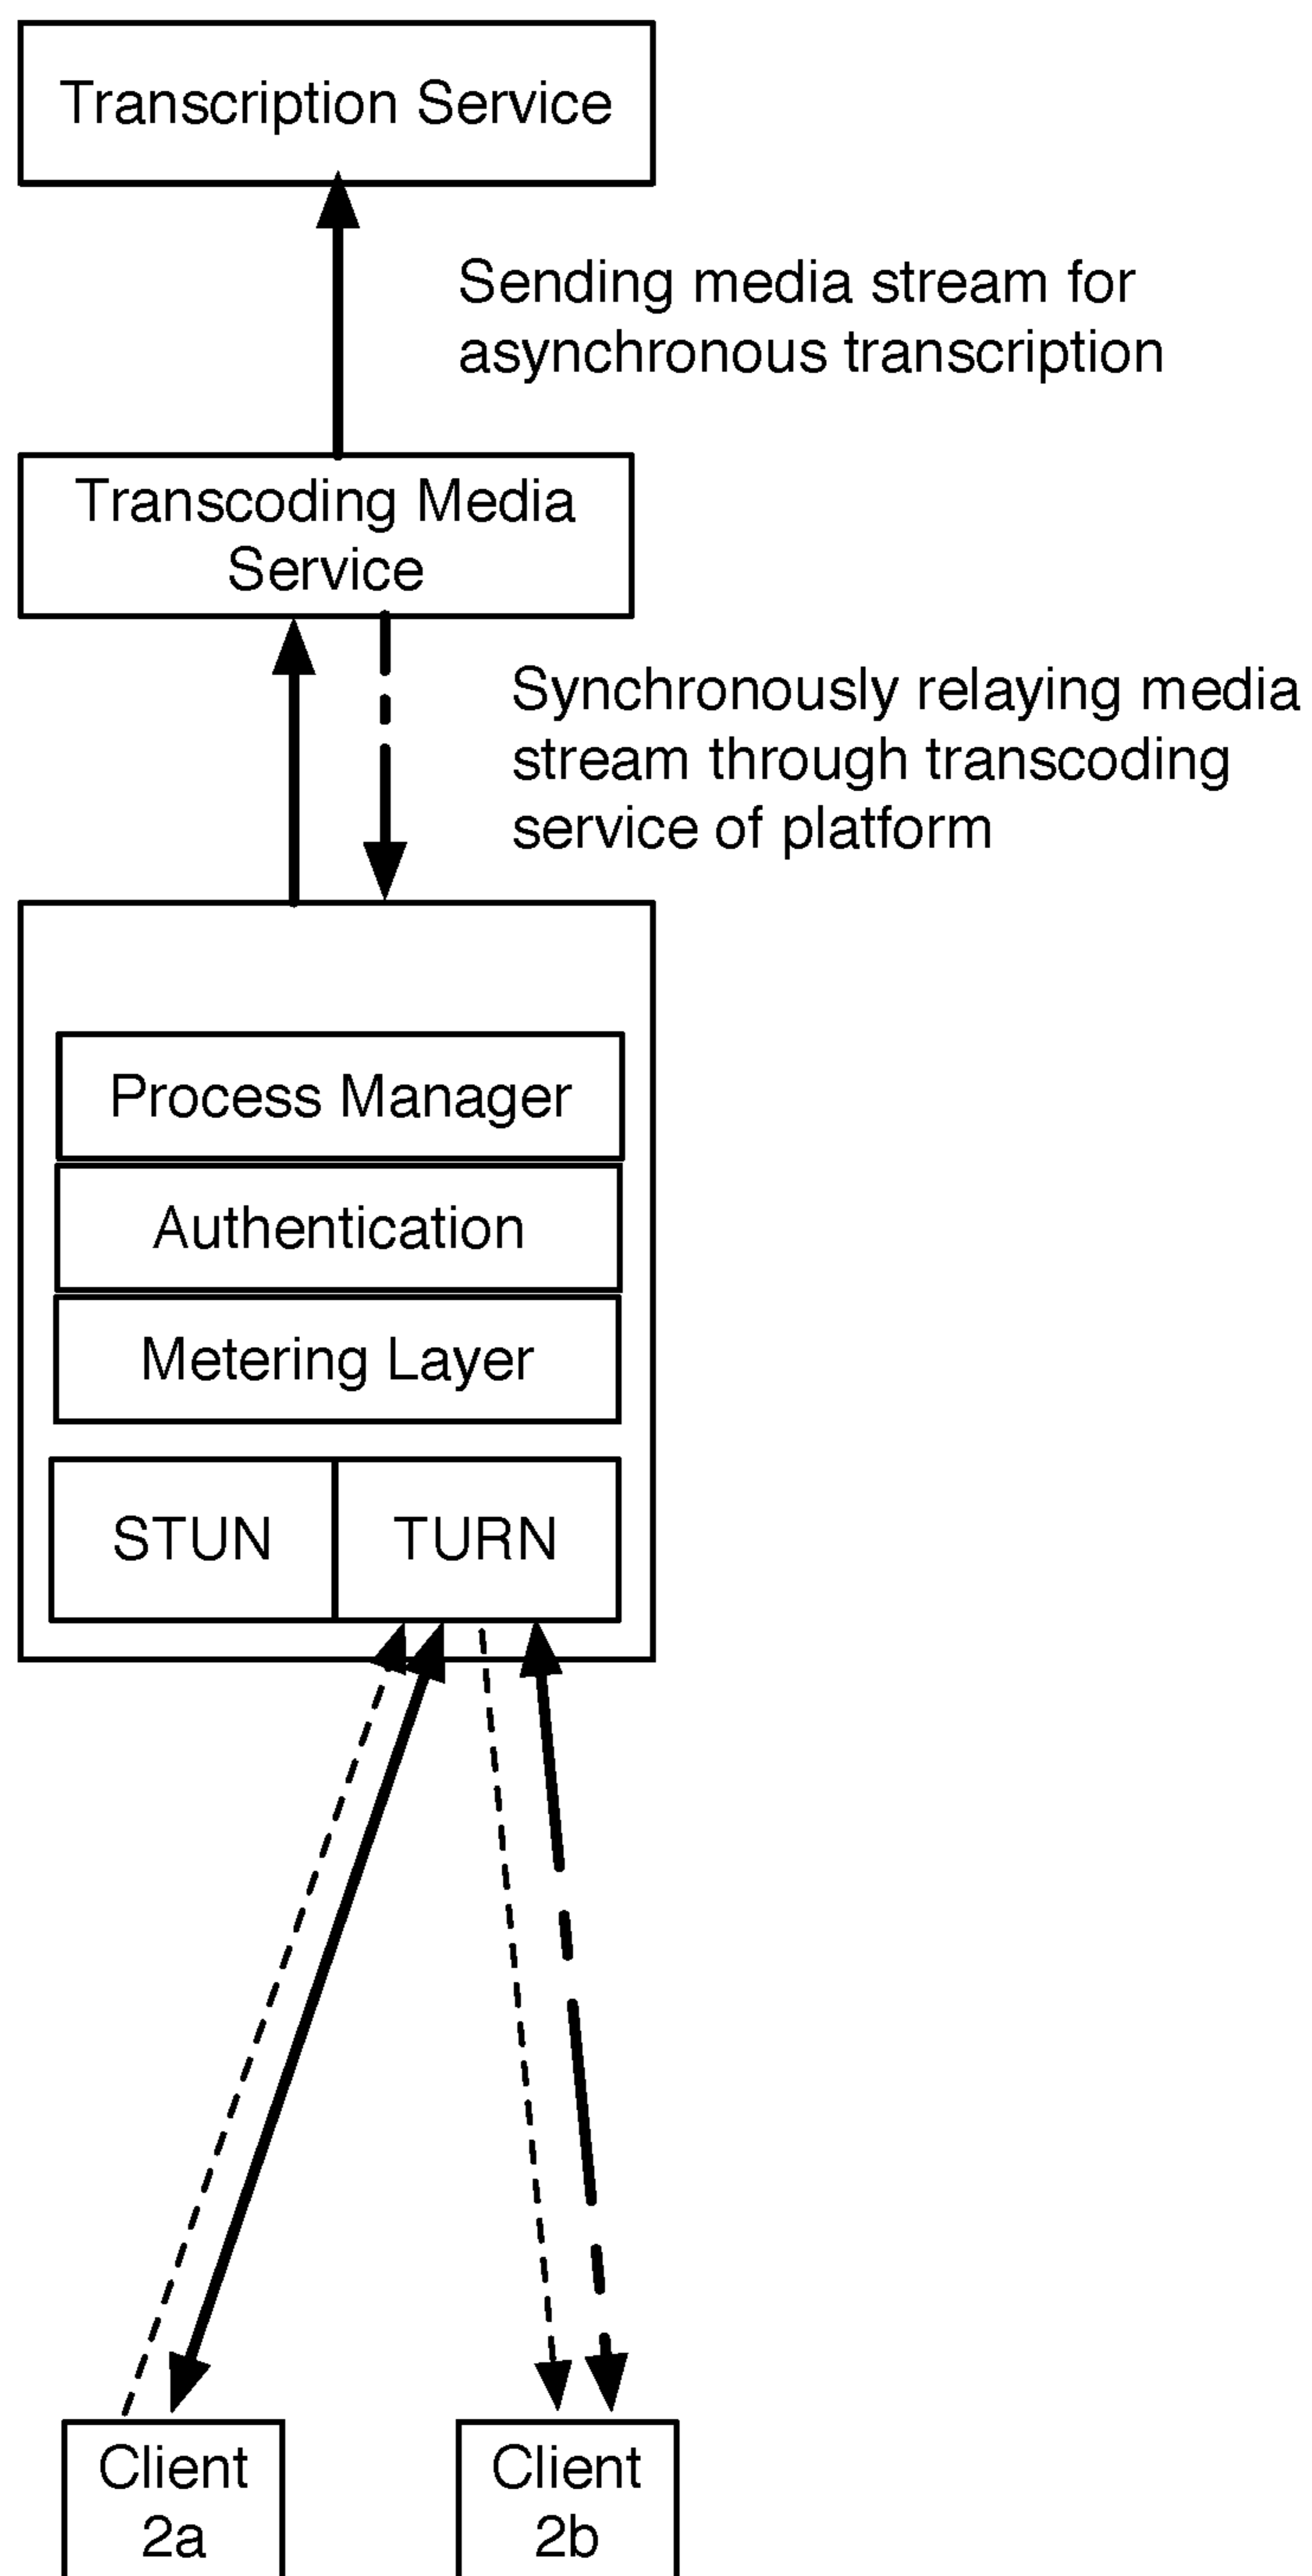 Transcription Service
Sending media stream for
asynchronous transcription
Transcoding Media
Service
Synchronously relaying media
stream through transcoding
service of platform
Process Manager
Authentication
Metering Layer
STUN
TURN
Client
2a
Client
2b